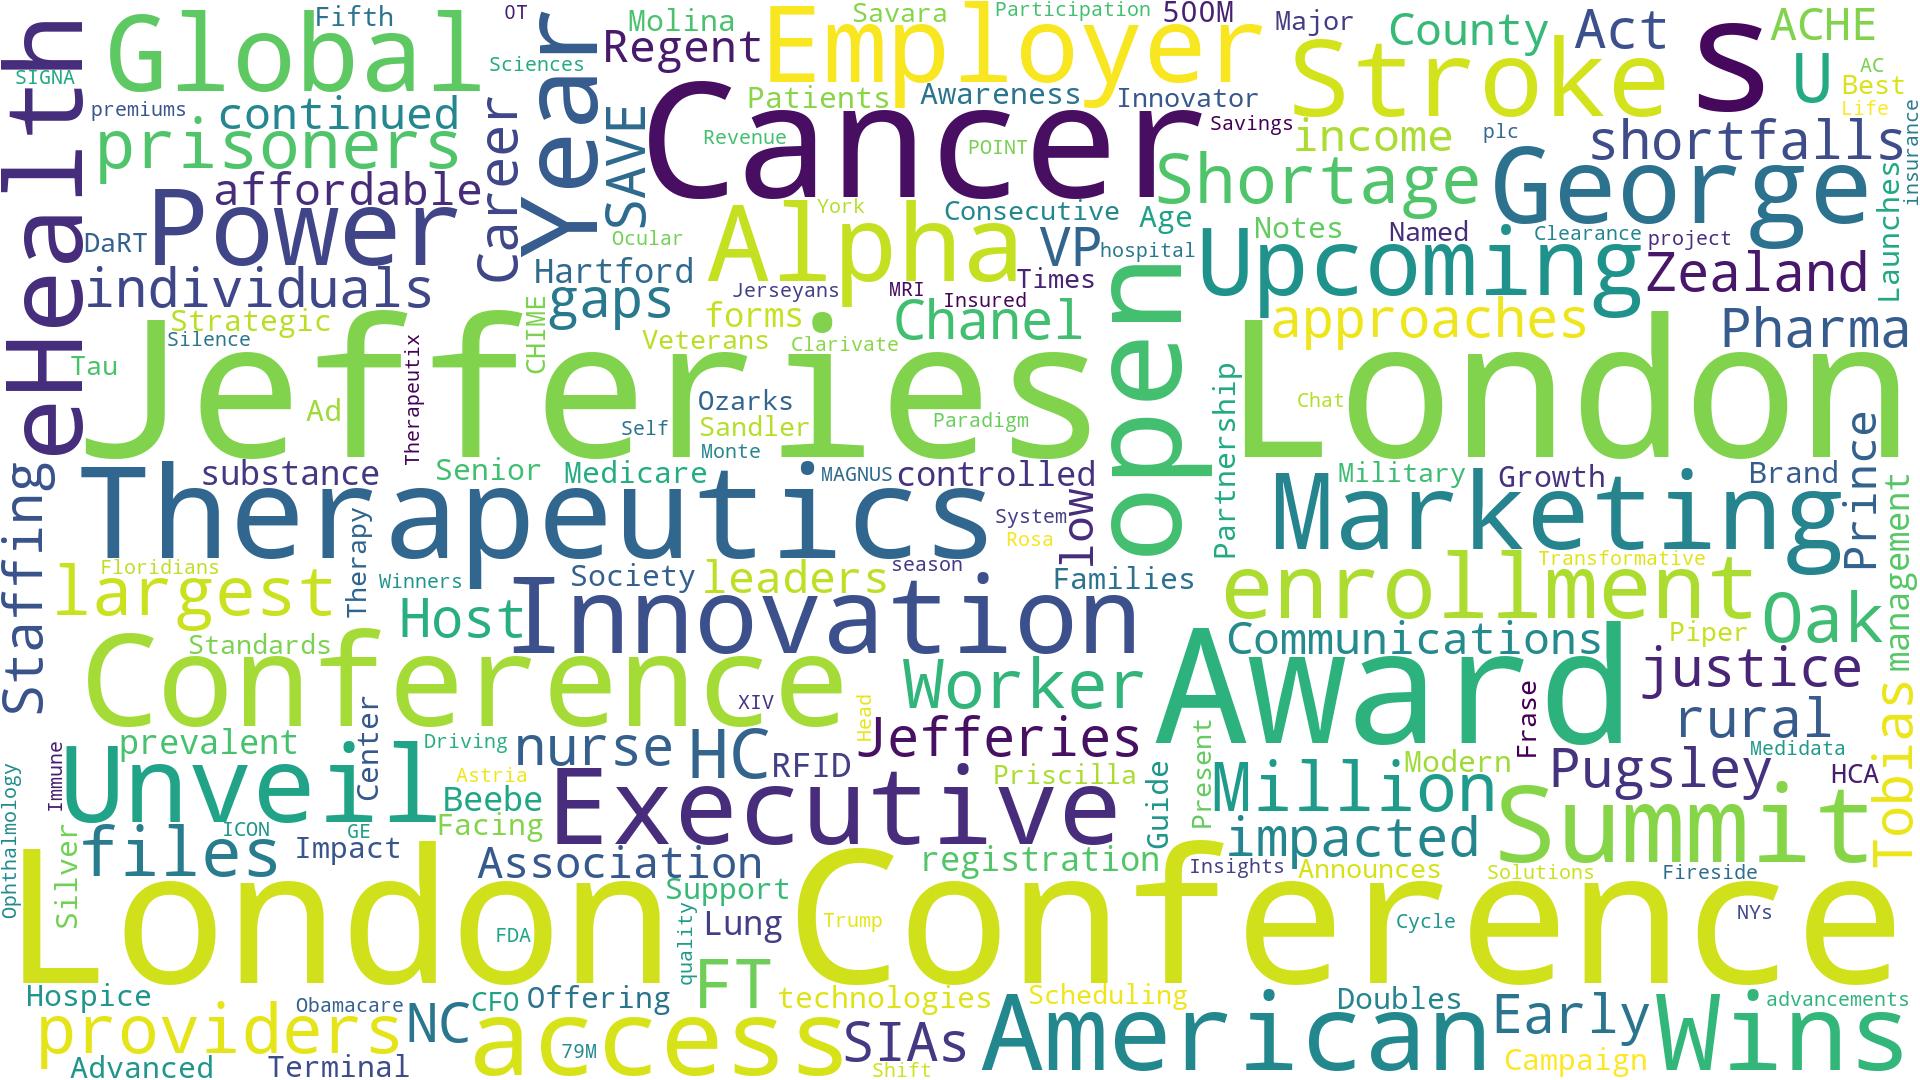 eHealth
Global
Fifth
OT
Year
Molina
Regent
Employer
Savara
Participation
500M
Major
County
Act
s
ACHE
SIGNA
Sciences
Stroke
U
AC
Best
Life
premiums
continued
prisoners
Career
SAVE
Cancer
Patients
Awareness
Innovator
Revenue
POINT
Savings
income
plc
shortfalls
insurance
affordable
Power
Shortage
George
DaRT
individuals
Hartford
gaps
Ocular
Alpha
York
Consecutive
Age
VP
hospital
Notes
Named
Clearance
project
Launches
Upcoming
Zealand
Times
Jerseyans
MRI
Insured
forms
Chanel
open
approaches
Pharma
Strategic
Silence
CHIME
Veterans
Clarivate
Tau
Jefferies
London
Therapeutix
Ad
Ozarks
Self
Sandler
Paradigm
Monte
Chat
Partnership
Prince
Staffing
substance
Senior
Medicare
MAGNUS
controlled
low
Military
Growth
Brand
Therapeutics
Marketing
management
Therapy
System
Rosa
Floridians
largest
Winners
Society
leaders
season
Families
Transformative
enrollment
Host
Innovation
Oak
Standards
Communications
Piper
Conference
Worker
Award
justice
Tobias
XIV
Head
Center
rural
prevalent
Driving
nurse
HC
RFID
Jefferies
Present
Frase
Medidata
Immune
Unveil
Astria
Priscilla
Modern
Pugsley
HCA
Ophthalmology
Beebe
Executive
Guide
Million
Summit
Facing
Silver
files
ICON
GE
Impact
impacted
Association
registration
Insights
Announces
Solutions
Fireside
London
Support
Conference
quality
Lung
Trump
Cycle
NYs
FDA
FT
Hospice
Obamacare
CFO
Offering
technologies
Scheduling
Doubles
Early
advancements
providers
NC
access
SIAs
American
Wins
79M
Advanced
Terminal
Shift
Campaign